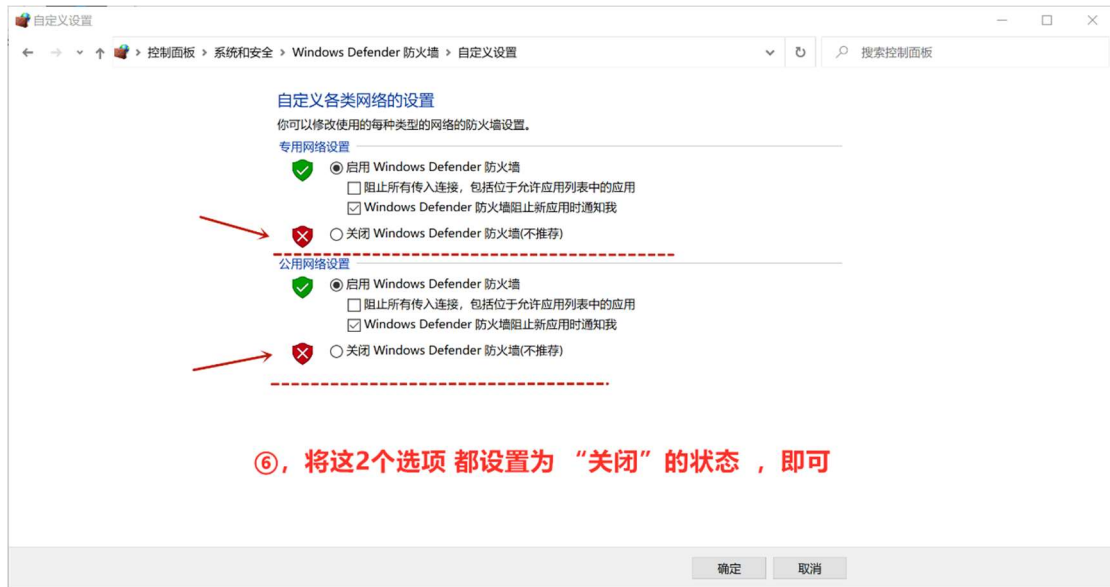 自定义设置
控制面板 > 系统和安全 > Windows Defender 防火墙 > 自定义设置
搜索控制面板
自定义各类网络的设置
你可以修改使用的每种类型的网络的防火墙设置。
专用网络设置
启用 Windows Defender 防火墙
阻止所有传入连接，包括位于允许应用列表中的应用
Windows Defender 防火墙阻止新应用时通知我
关闭 Windows Defender 防火墙(不推荐)
公用网络设置
启用 Windows Defender 防火墙
阻止所有传入连接，包括位于允许应用列表中的应用
Windows Defender 防火墙阻止新应用时通知我
关闭 Windows Defender 防火墙(不推荐)
⑥，将这2个选项 都设置为 “关闭”的状态 ，即可
确定 取消